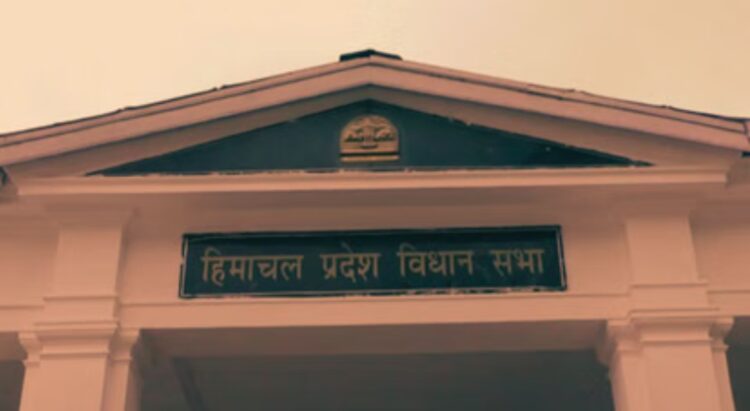 हिमाचल प्रदेश विधान सभा